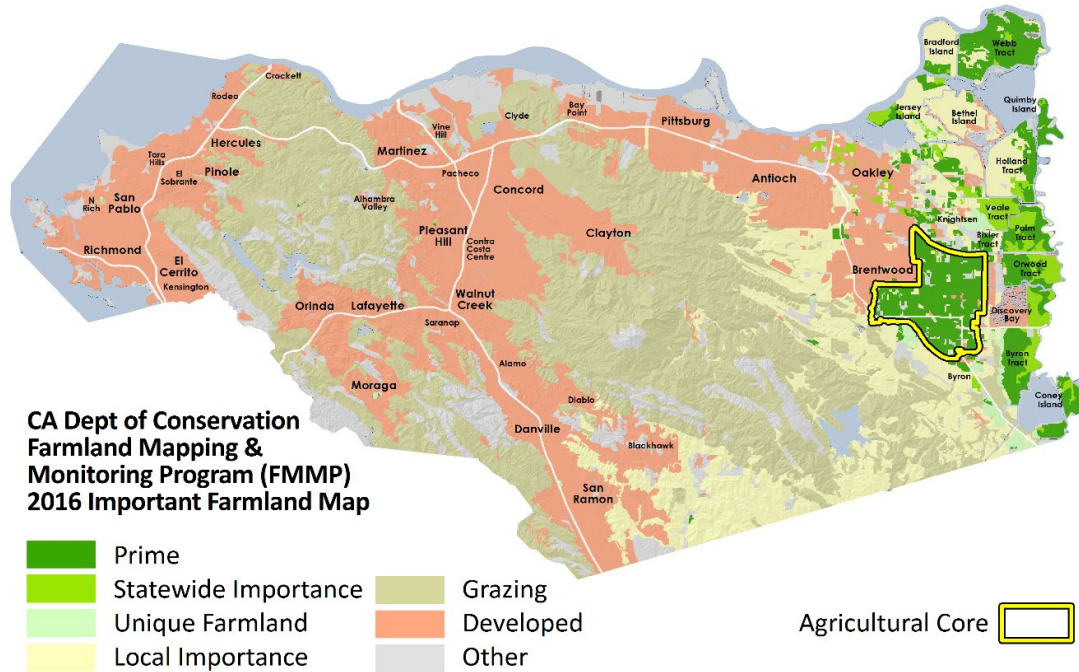 Bradford
Island
Webb
Tract
Crockett
Rodeo
Quimby
Island
Bay
Point
Clyde
Pittsburg
Jersey
Island
Bethel
Island
Vine
Hill
Hercules
Martinez
Tara
Hills
Pacheco
El
Sobrante
Pinole
Concord
Antioch
Oakley
Holland
Tract
N
Rich
San
Pablo
Alhambra
Valley
Veale
Tract
Knightsen
Palm
Tract
Pleasant
Hill
Clayton
Bixler
Tract
Richmond
Contra
Costa
Centre
El
Cerrito
Kensington
Brentwood
Orwood
Tract
Orinda
Lafayette
Walnut
Creek
Discovery
Bay
Saranap
Byron
Tract
Alamo
Moraga
Byron
Diablo
Coney
Island
Danville
Blackhawk
San
Ramon
CA Dept of Conservation
Farmland Mapping &
Monitoring Program (FMMP)
2016 Important Farmland Map
Prime
Statewide Importance
Unique Farmland
Local Importance
Grazing
Developed
Other
Agricultural Core